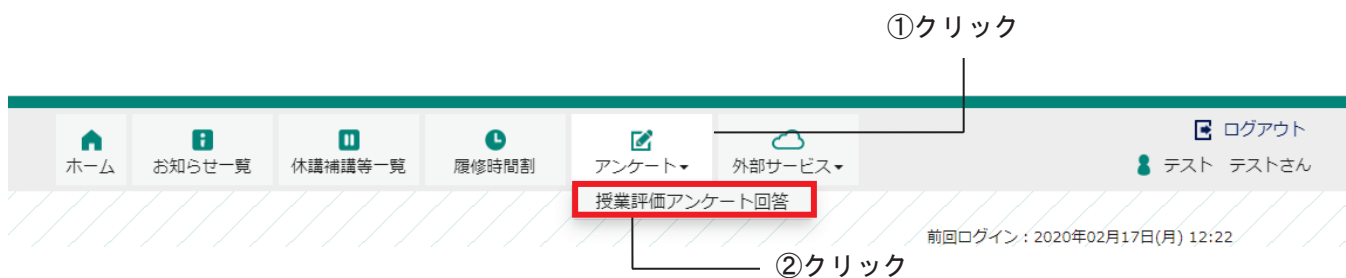 ①クリック
ログアウト
ホーム お知らせ一覧 休講補講等一覧 履修時間割 アンケート▾ 外部サービス▾
テスト テストさん
授業評価アンケート回答
前回ログイン：2020年02月17日(月) 12:22
②クリック